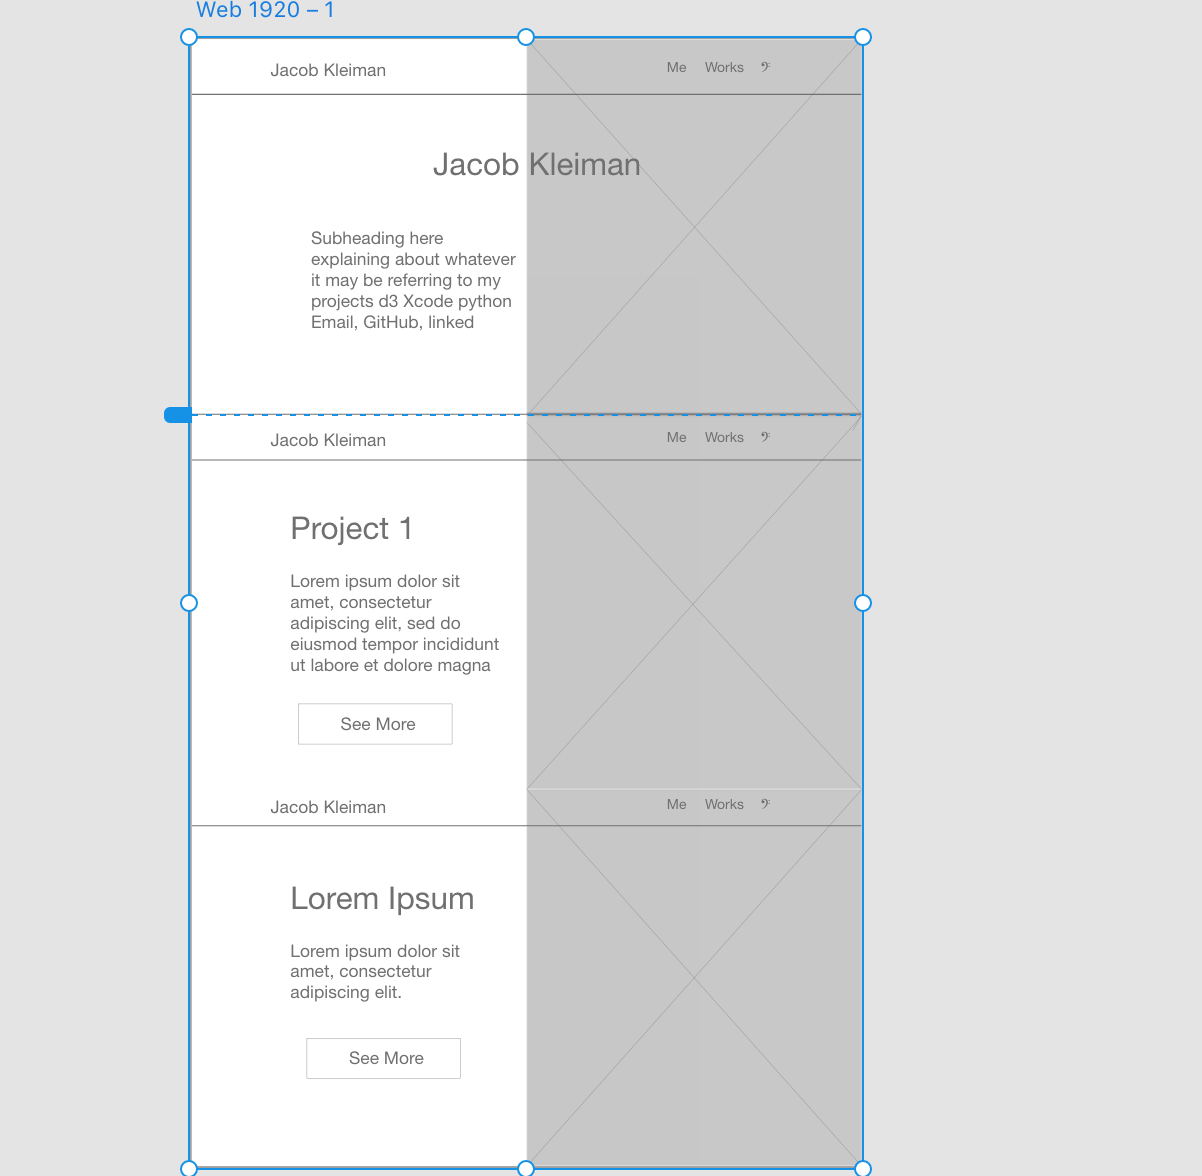 Web 1920 – 1
Jacob Kleiman
Me Works 𝄢
Jacob Kleiman
Subheading here
explaining about whatever
it may be referring to my
projects d3 Xcode python
Email, GitHub, linked
Jacob Kleiman
Me Works 𝄢
Project 1
Lorem ipsum dolor sit
amet, consectetur
adipiscing elit, sed do
eiusmod tempor incididunt
ut labore et dolore magna
See More
Jacob Kleiman
Me Works 𝄢
Lorem Ipsum
Lorem ipsum dolor sit
amet, consectetur
adipiscing elit.
See More